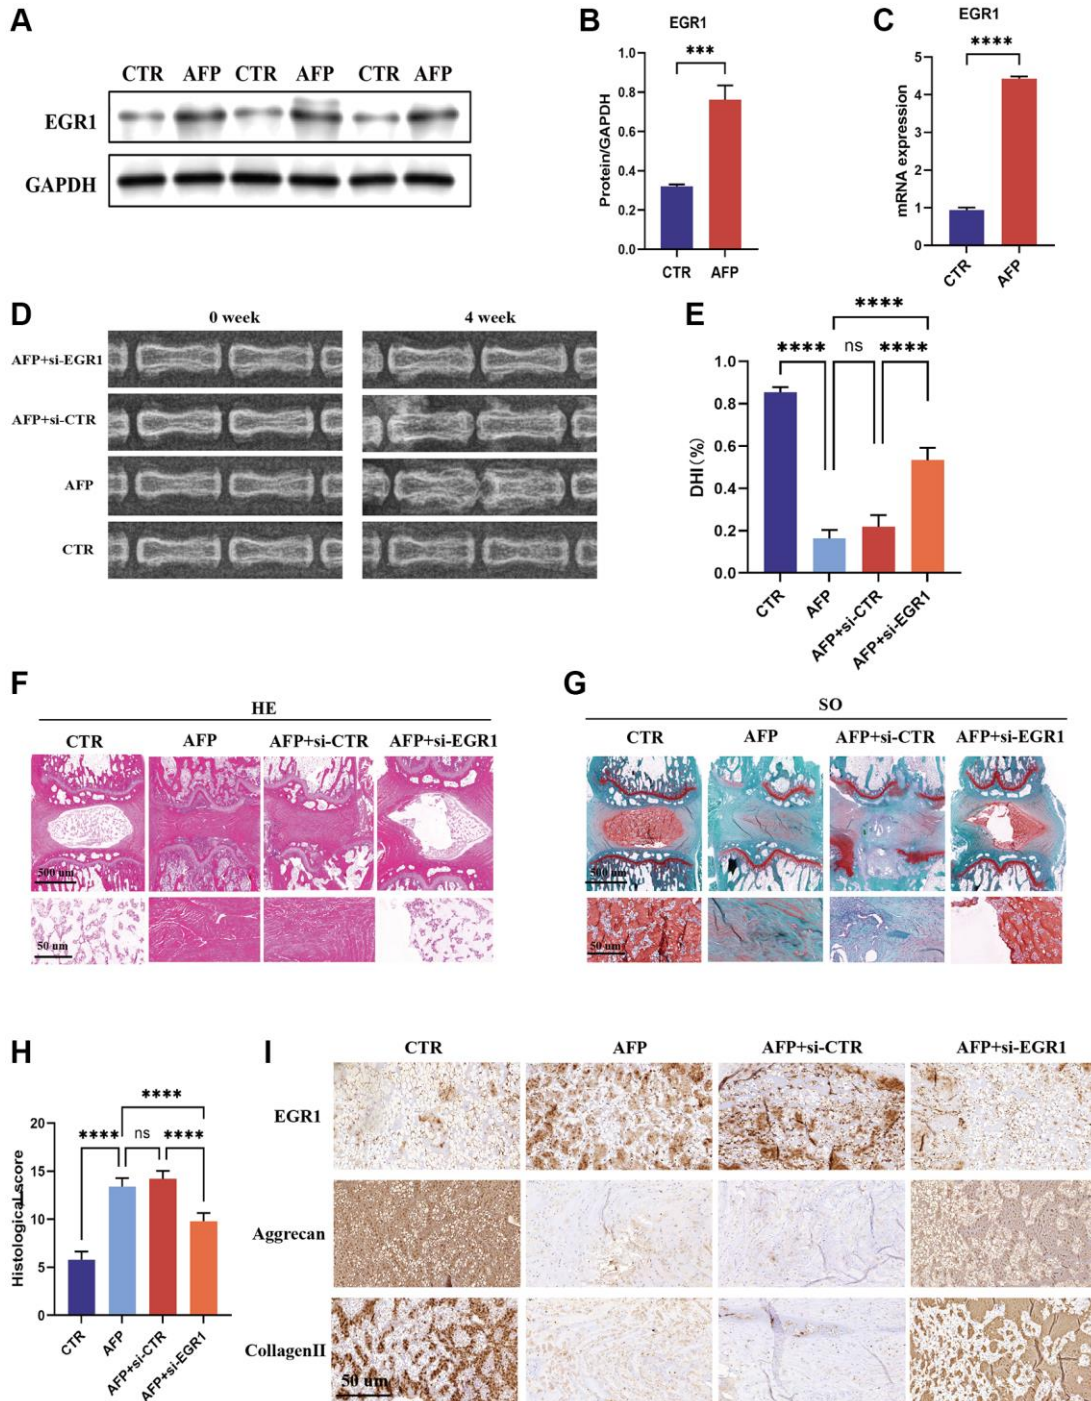 A
CTR AFP CTR AFP CTR AFP
EGR1
GAPDH
B
EGR1
***
Protein/GAPDH
1.0
0.8
0.6
0.4
0.2
0.0
CTR AFP
C
EGR1
****
mRNA expression
5
4
3
2
1
0
CTR AFP
D
0 week 4 week
AFP+si-EGR1
AFP+si-CTR
AFP
CTR
E
****
**** ns ****
DHI(%)
1.0
0.8
0.6
0.4
0.2
0.0
CTR AFP AFP+si-CTR AFP+si-EGR1
F
HE
CTR AFP AFP+si-CTR AFP+si-EGR1
500 um
50 um
G
SO
CTR AFP AFP+si-CTR AFP+si-EGR1
500 um
50 um
H
****
**** ns ****
Histological score
20
15
10
5
0
CTR AFP AFP+si-CTR AFP+si-EGR1
I
CTR AFP AFP+si-CTR AFP+si-EGR1
EGR1
Aggrecan
CollagenII
50 um